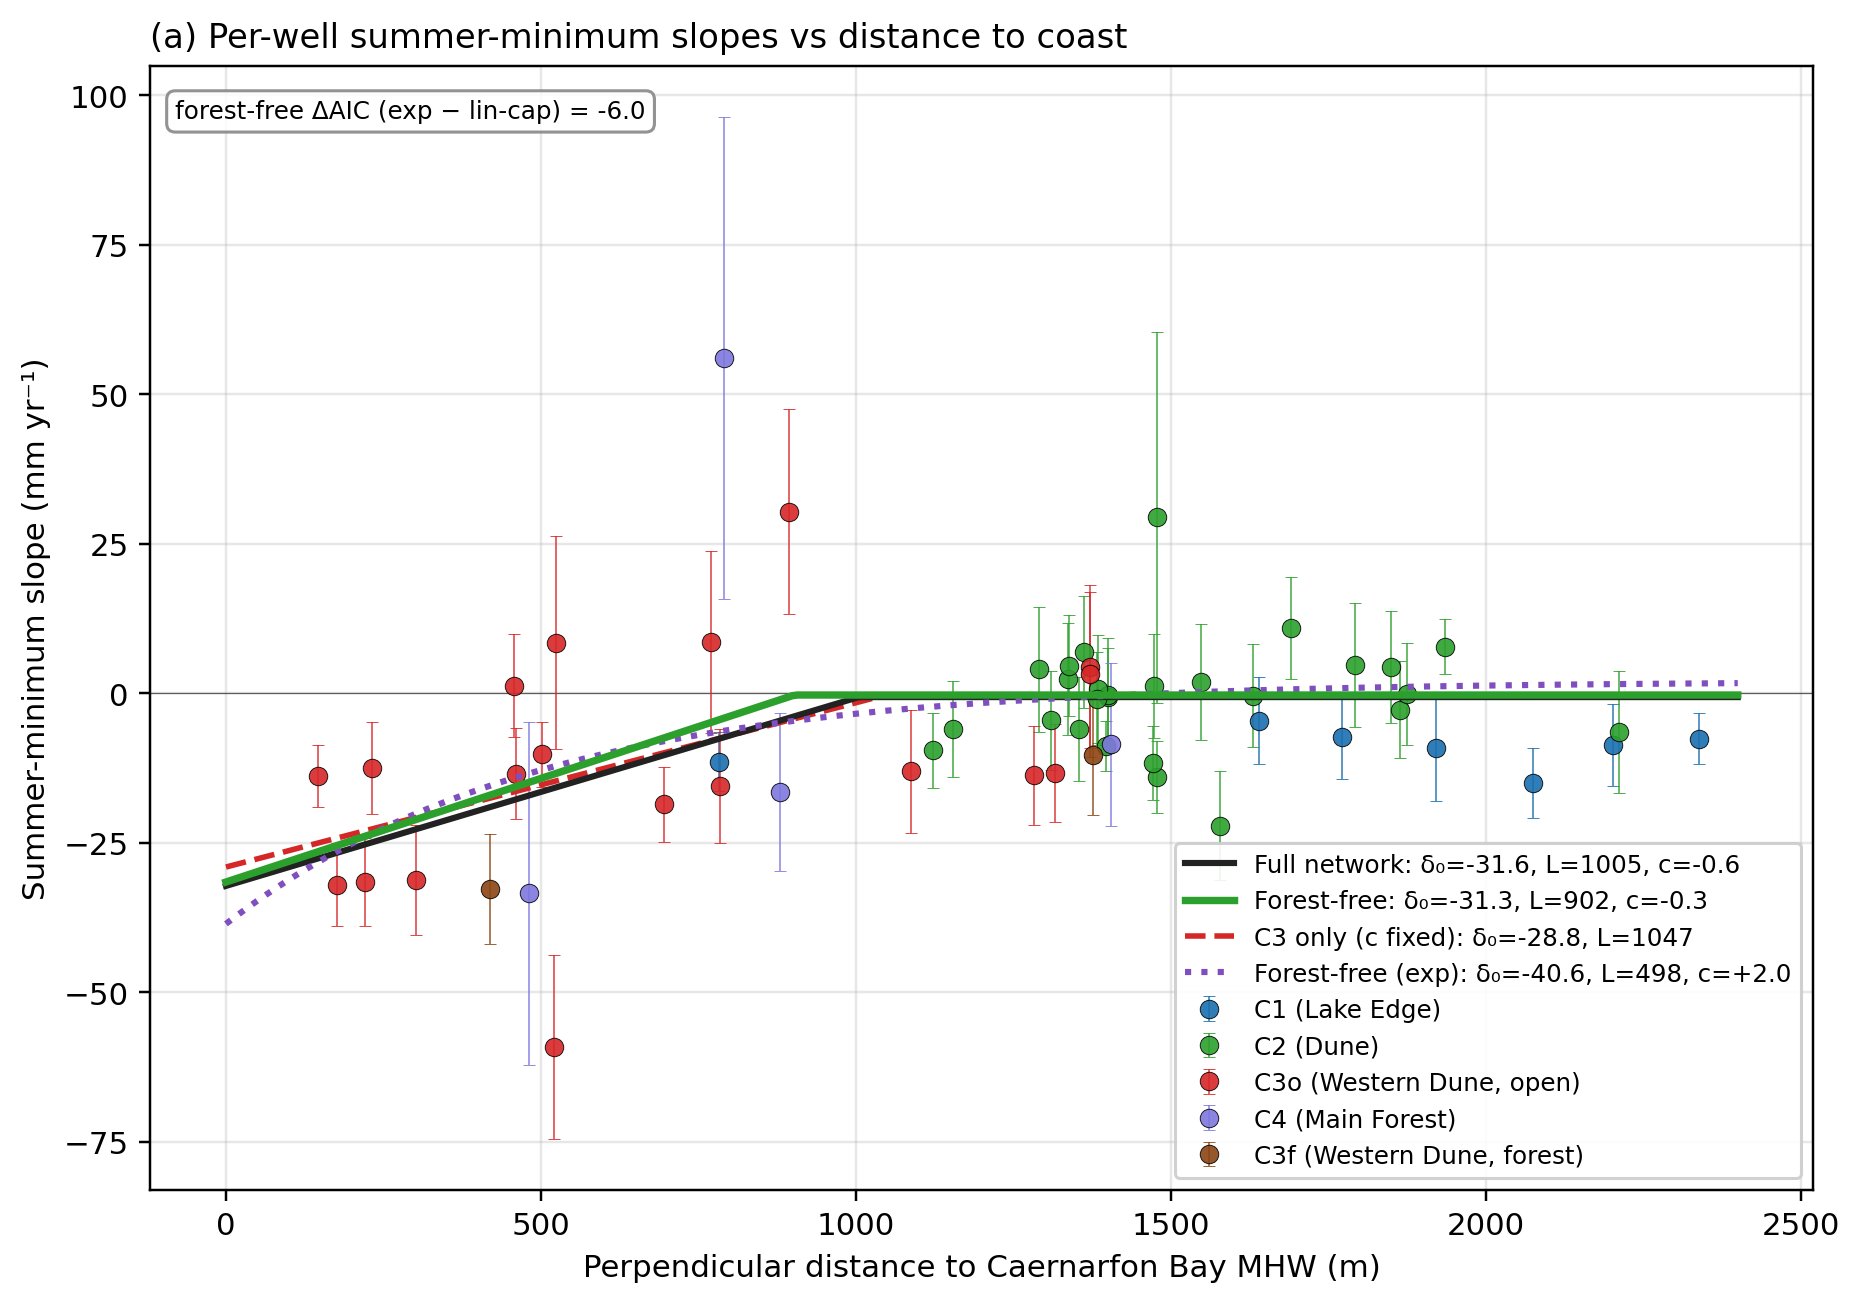 (a) Per-well summer-minimum slopes vs distance to coast
forest-free ΔAIC (exp − lin-cap) = -6.0
Summer-minimum slope (mm yr⁻¹)
100
75
50
25
0
−25
−50
−75
Full network: δ₀=-31.6, L=1005, c=-0.6
Forest-free: δ₀=-31.3, L=902, c=-0.3
C3 only (c fixed): δ₀=-28.8, L=1047
Forest-free (exp): δ₀=-40.6, L=498, c=+2.0
C1 (Lake Edge)
C2 (Dune)
C3o (Western Dune, open)
C4 (Main Forest)
C3f (Western Dune, forest)
0 500 1000 1500 2000 2500
Perpendicular distance to Caernarfon Bay MHW (m)